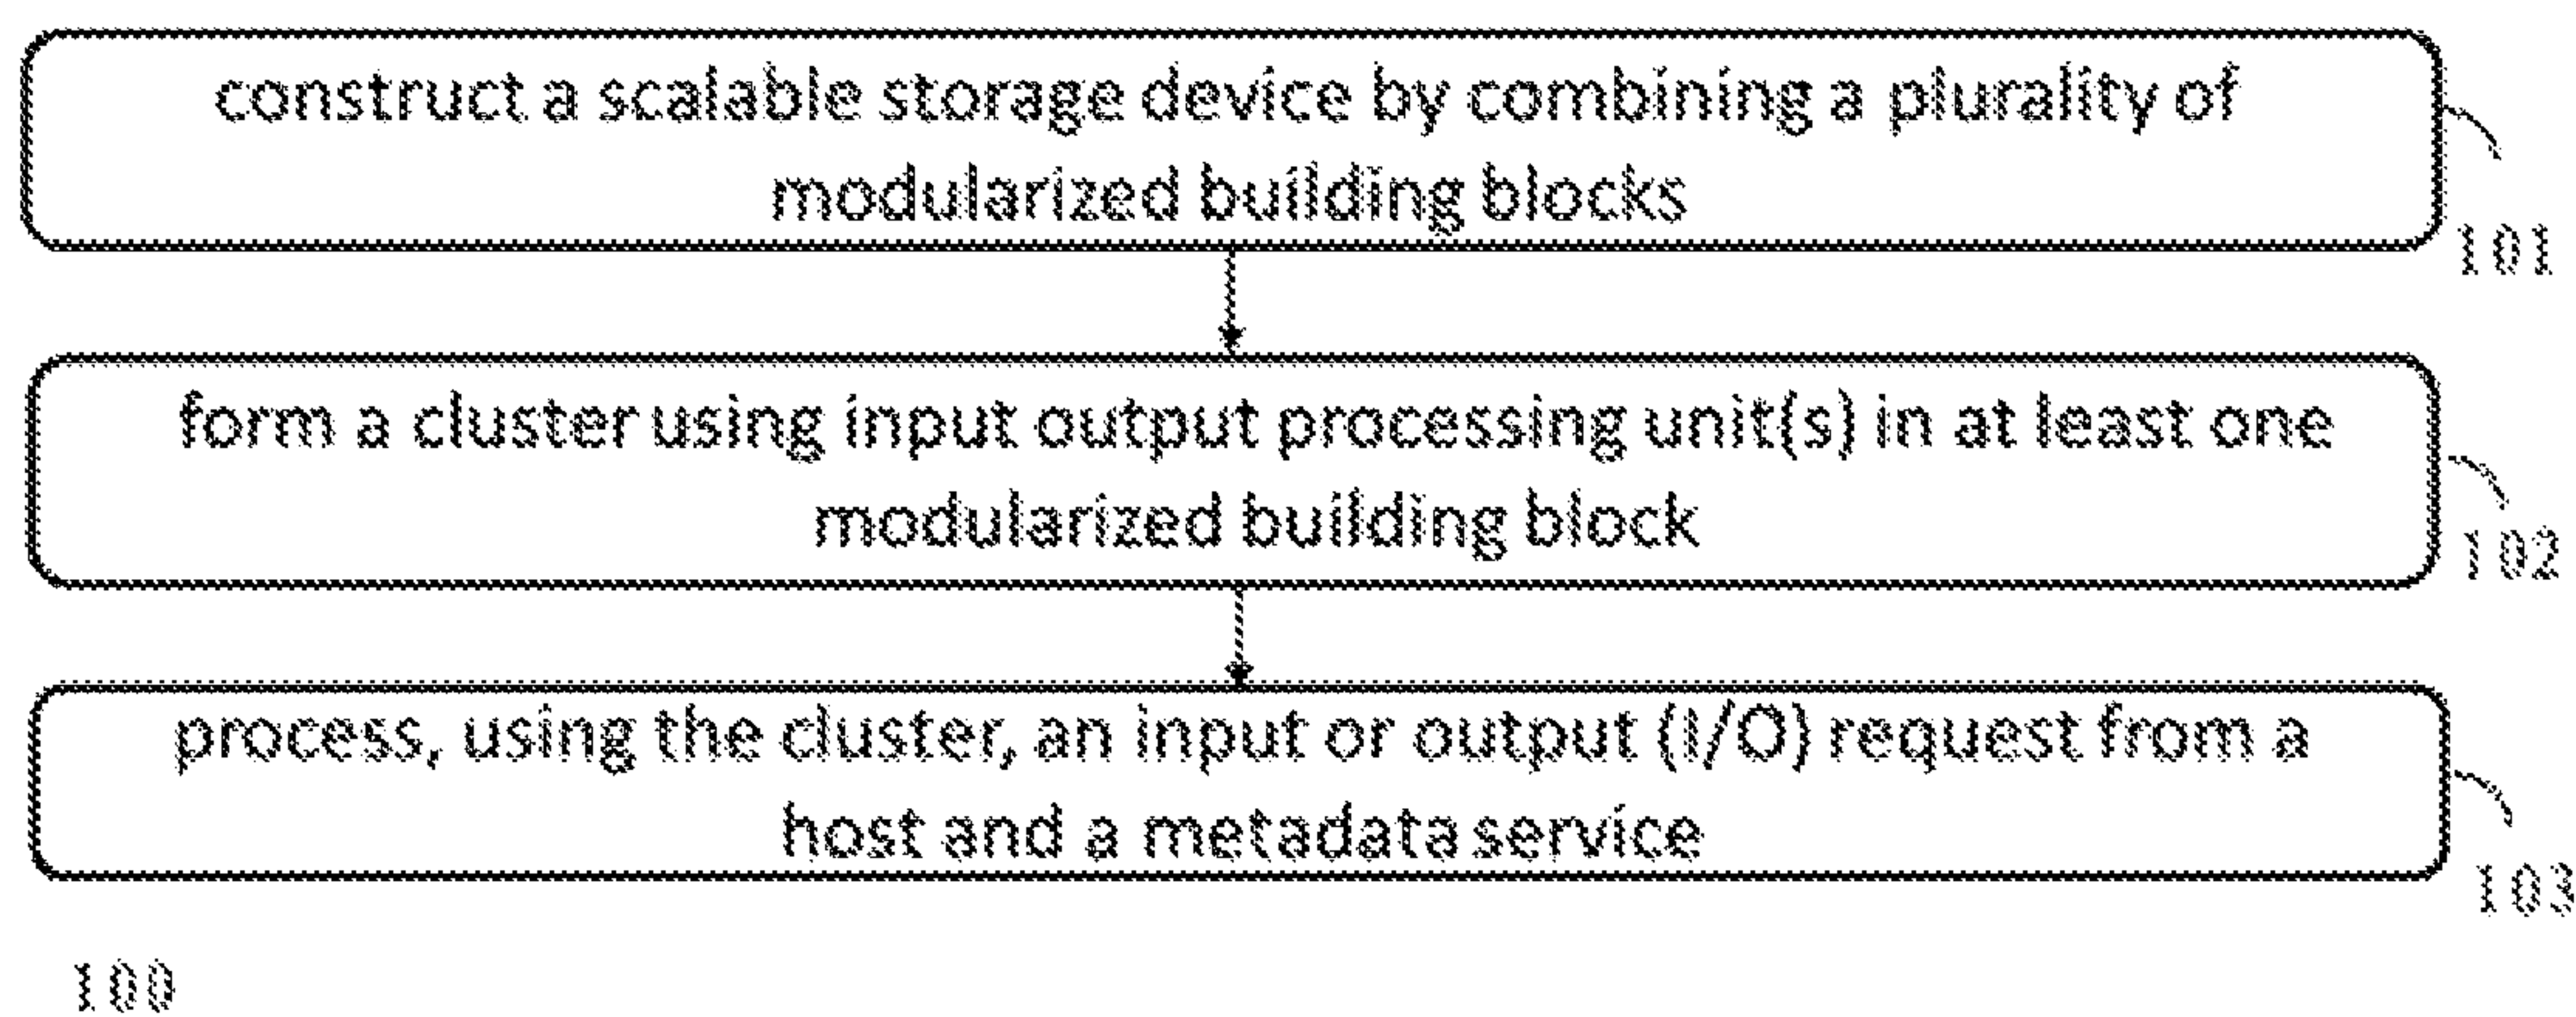 construct a scalable storage device by combining a plurality of
modularized building blocks
101
form a cluster using input output processing unit(s) in at least one
modularized building block
102
process, using the cluster, an input or output (I/O) request from a
host and a metadata service
103
100